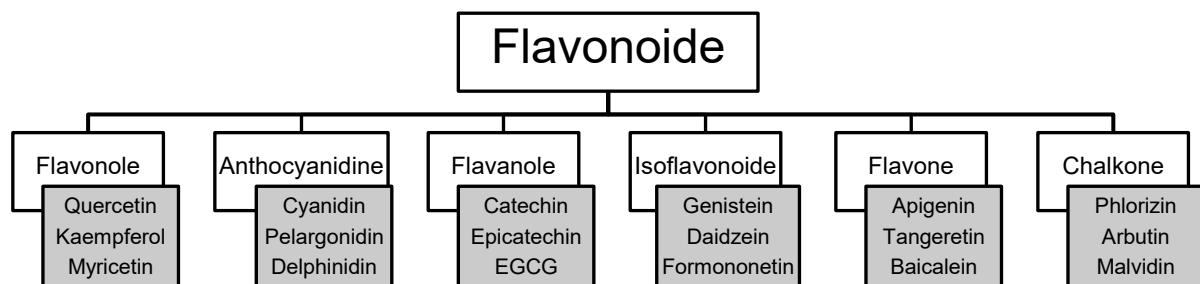 Flavonoide
Flavonole
Anthocyanidine
Flavanole
Isoflavonoide
Flavone
Chalkone
Quercetin
Kaempferol
Myricetin
Cyanidin
Pelargonidin
Delphinidin
Catechin
Epicatechin
EGCG
Genistein
Daidzein
Formononetin
Apigenin
Tangeretin
Baicalein
Phlorizin
Arbutin
Malvidin